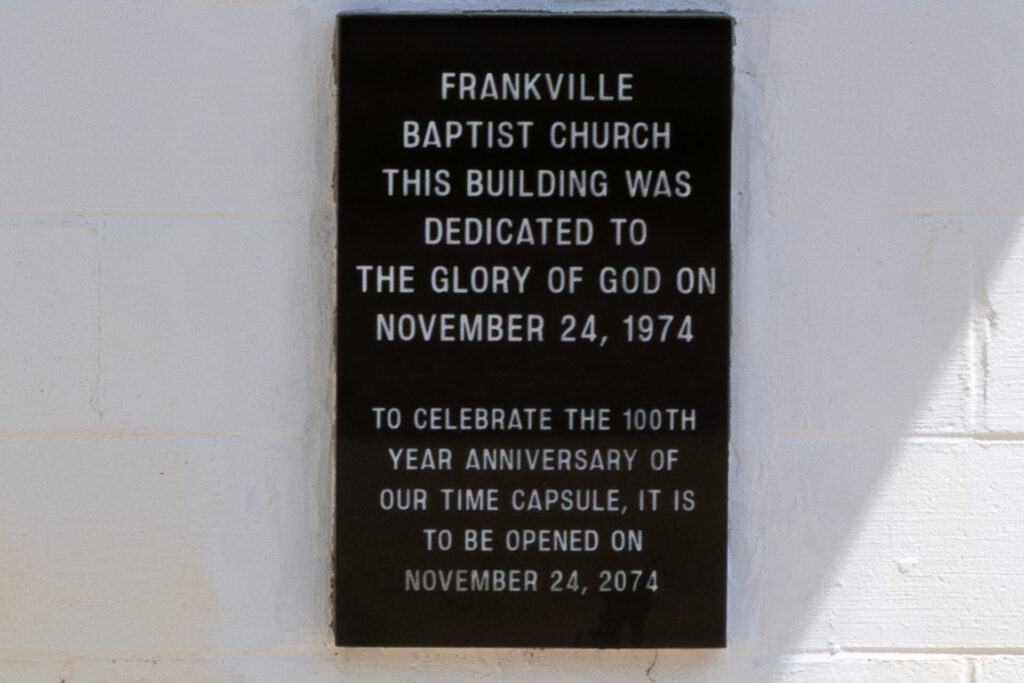 FRANKVILLE
BAPTIST CHURCH
THIS BUILDING WAS
DEDICATED TO
THE GLORY OF GOD ON
NOVEMBER 24, 1974
TO CELEBRATE THE 100TH
YEAR ANNIVERSARY OF
OUR TIME CAPSULE, IT IS
TO BE OPENED ON
NOVEMBER 24, 2074